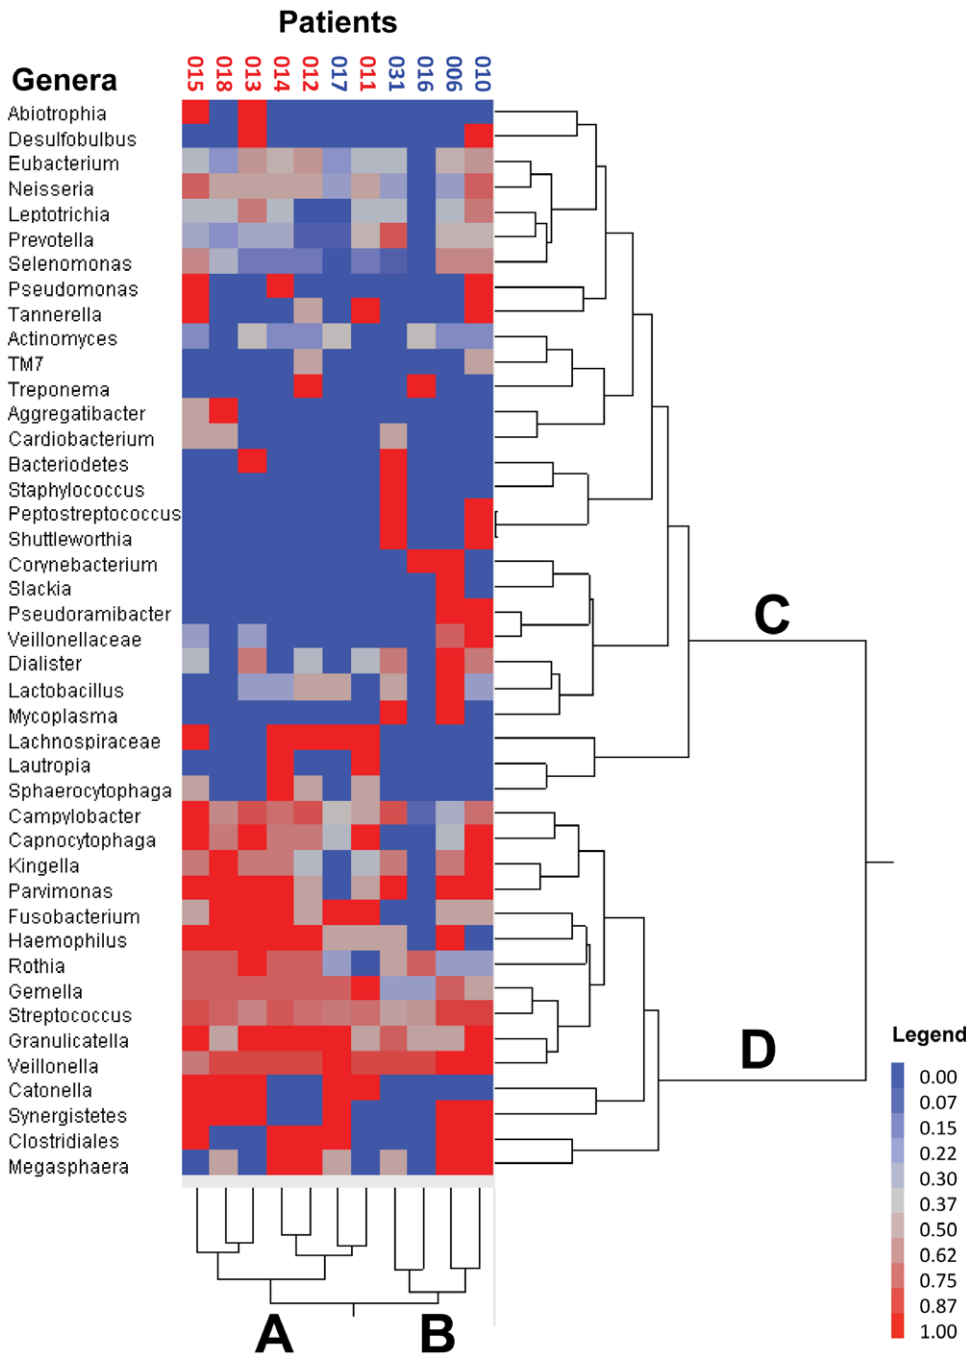 Patients
Genera
015 018 013 014 012 017 011 031 016 006 010
Abiotrophia
Desulfobulbus
Eubacterium
Neisseria
Leptotrichia
Prevotella
Selenomonas
Pseudomonas
Tannerella
Actinomyces
TM7
Treponema
Aggregatibacter
Cardiobacterium
Bacteriodetes
Staphylococcus
Peptostreptococcus
Shuttleworthia
Corynebacterium
Slackia
Pseudoramibacter
Veillonellaceae
Dialister
Lactobacillus
Mycoplasma
Lachnospiraceae
Lautropia
Sphaerocytophaga
Campylobacter
Capnocytophaga
Kingella
Parvimonas
Fusobacterium
Haemophilus
Rothia
Gemella
Streptococcus
Granulicatella
Veillonella
Catonella
Synergistetes
Clostridiales
Megasphaera
C
D
A
B
Legend
0.00
0.07
0.15
0.22
0.30
0.37
0.50
0.62
0.75
0.87
1.00